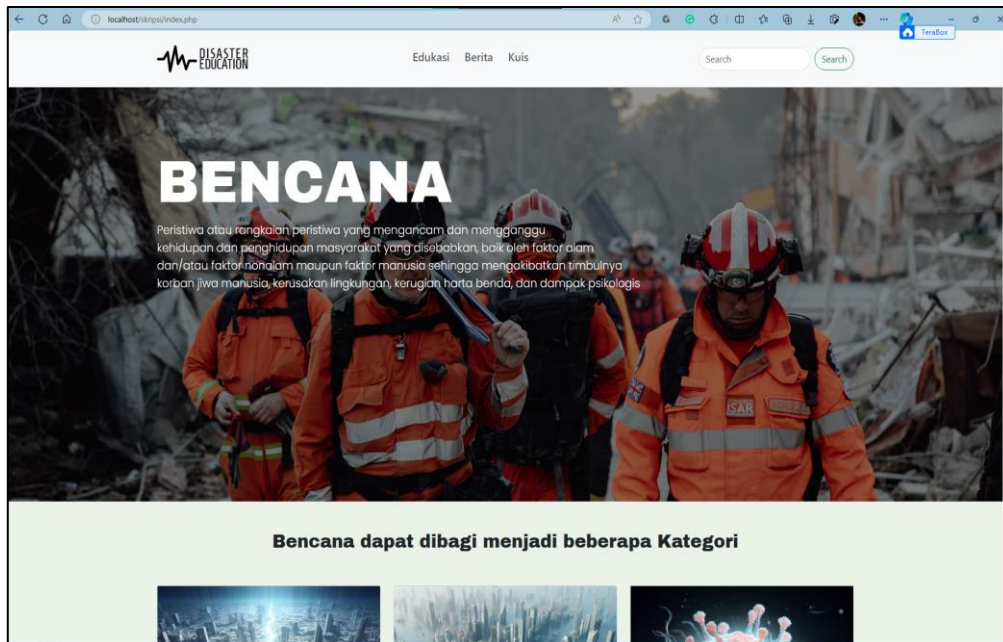 localhost/skripsi/index.php
TeraBox
DISASTER
EDUCATION
Edukasi Berita Kuis
Search Search
BENCANA
Peristiwa atau rangkaian peristiwa yang mengancam dan mengganggu
kehidupan dan penghidupan masyarakat yang disebabkan, baik oleh faktor alam
dan/atau faktor nonalam maupun faktor manusia sehingga mengakibatkan timbulnya
korban jiwa manusia, kerusakan lingkungan, kerugian harta benda, dan dampak psikologis
ISAR
Bencana dapat dibagi menjadi beberapa Kategori